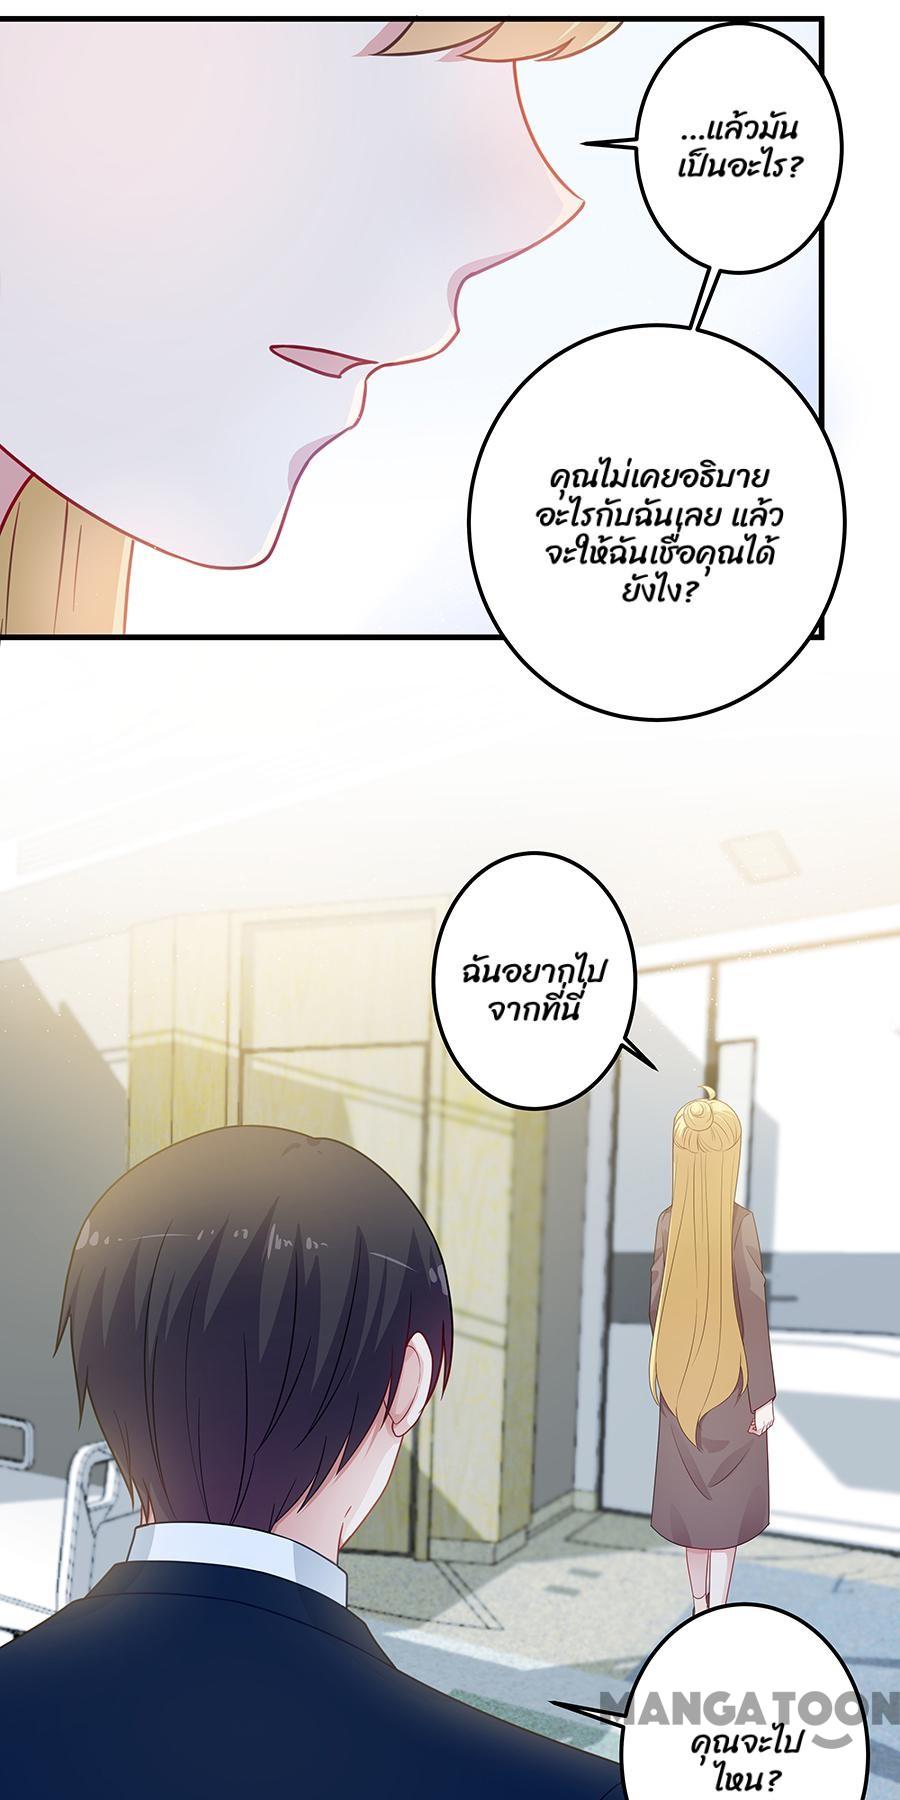 ...แล้วมัน
เป็นอะไร?
คุณไม่เคยอธิบาย
อะไรกับฉันเลย แล้ว
จะให้ฉันเชื่อคุณได้
ยังไง?
ฉันอยากไป
จากที่นี่
MANGATOON
คุณจะไป
ไหน?